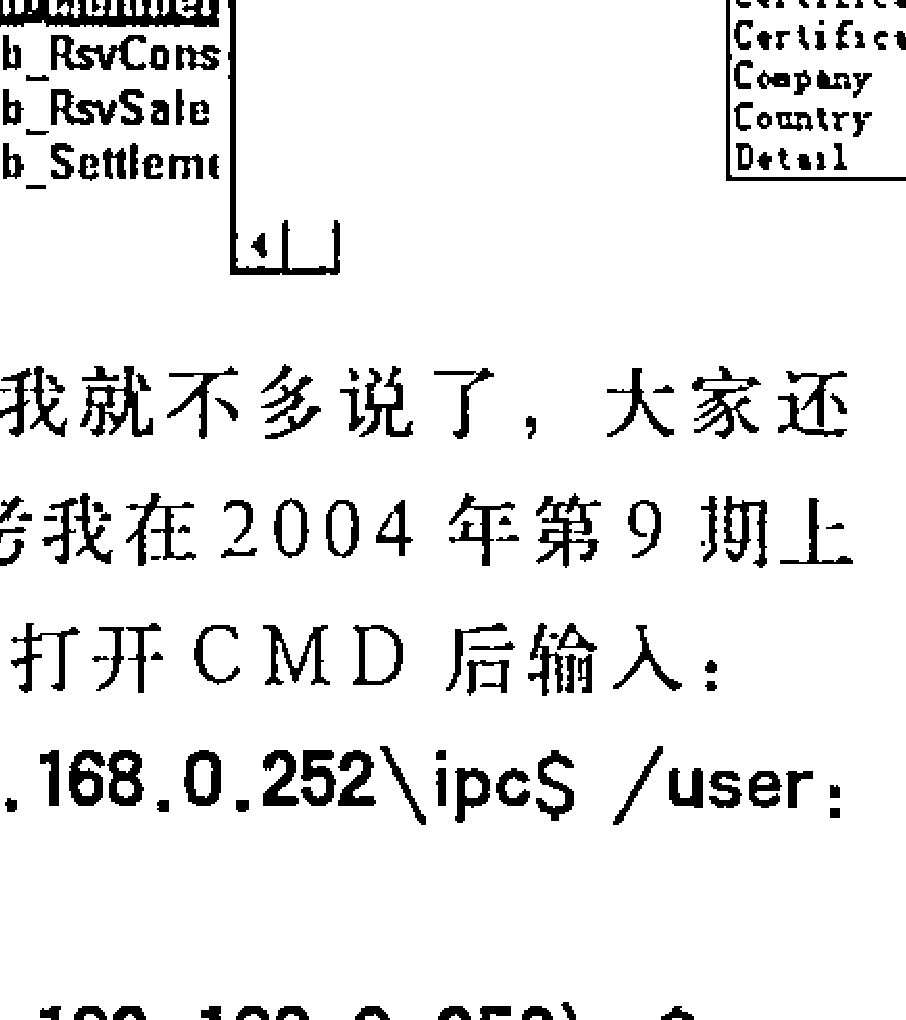 b_RsvCons
b_RsvSale
b_Settleme
Certifica
Company
Country
Detail
我就不多说了，大家还
考我在2004 年第9 期上
打开CMD 后输入：
.168.0.252\ipc$ /user: